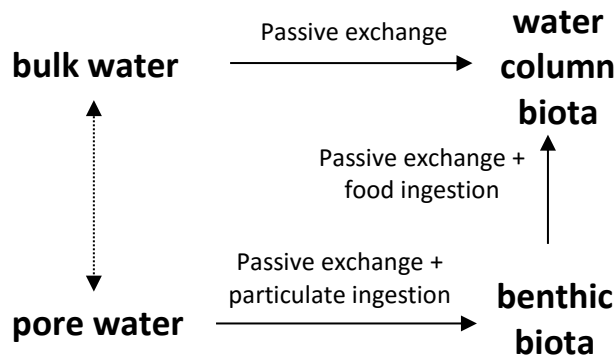 Passive exchange
bulk water
water
column
biota
Passive exchange +
food ingestion
Passive exchange +
particulate ingestion
pore water
benthic
biota